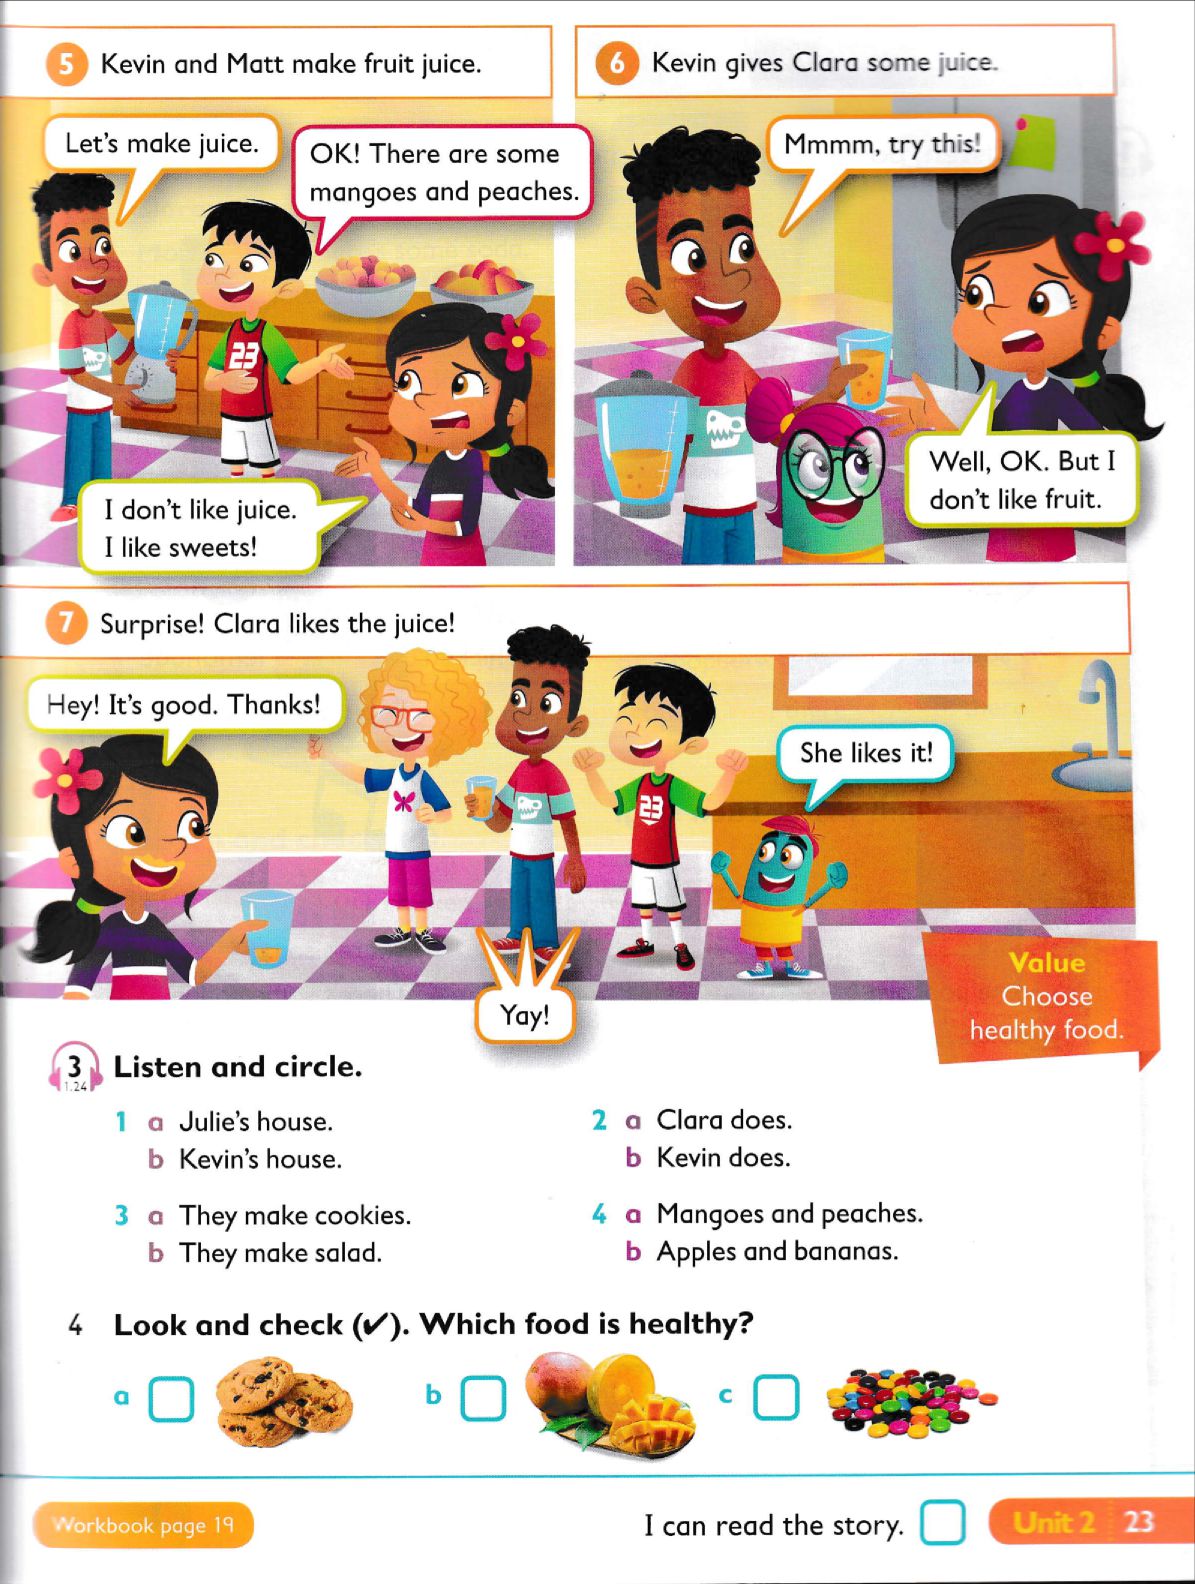 5 Kevin and Matt make fruit juice.
Let's make juice.
OK! There are some
mangoes and peaches.
23
I don't like juice.
I like sweets!
6 Kevin gives Clara some juice.
Mmmm, try this!
Well, OK. But I
don't like fruit.
7 Surprise! Clara likes the juice!
Hey! It's good. Thanks!
23
She likes it!
Yay!
Value
Choose
healthy food.
3 Listen and circle.
1.24
1 a Julie's house.
b Kevin's house.
2 a Clara does.
b Kevin does.
3 a They make cookies.
b They make salad.
4 a Mangoes and peaches.
b Apples and bananas.
4 Look and check (✔). Which food is healthy?
a
b
c
Workbook page 19
I can read the story.
Unit 2 23